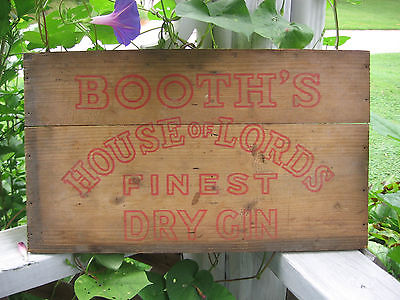 BOOTH'S
HOUSE OF LORDS
FINEST
DRY GIN